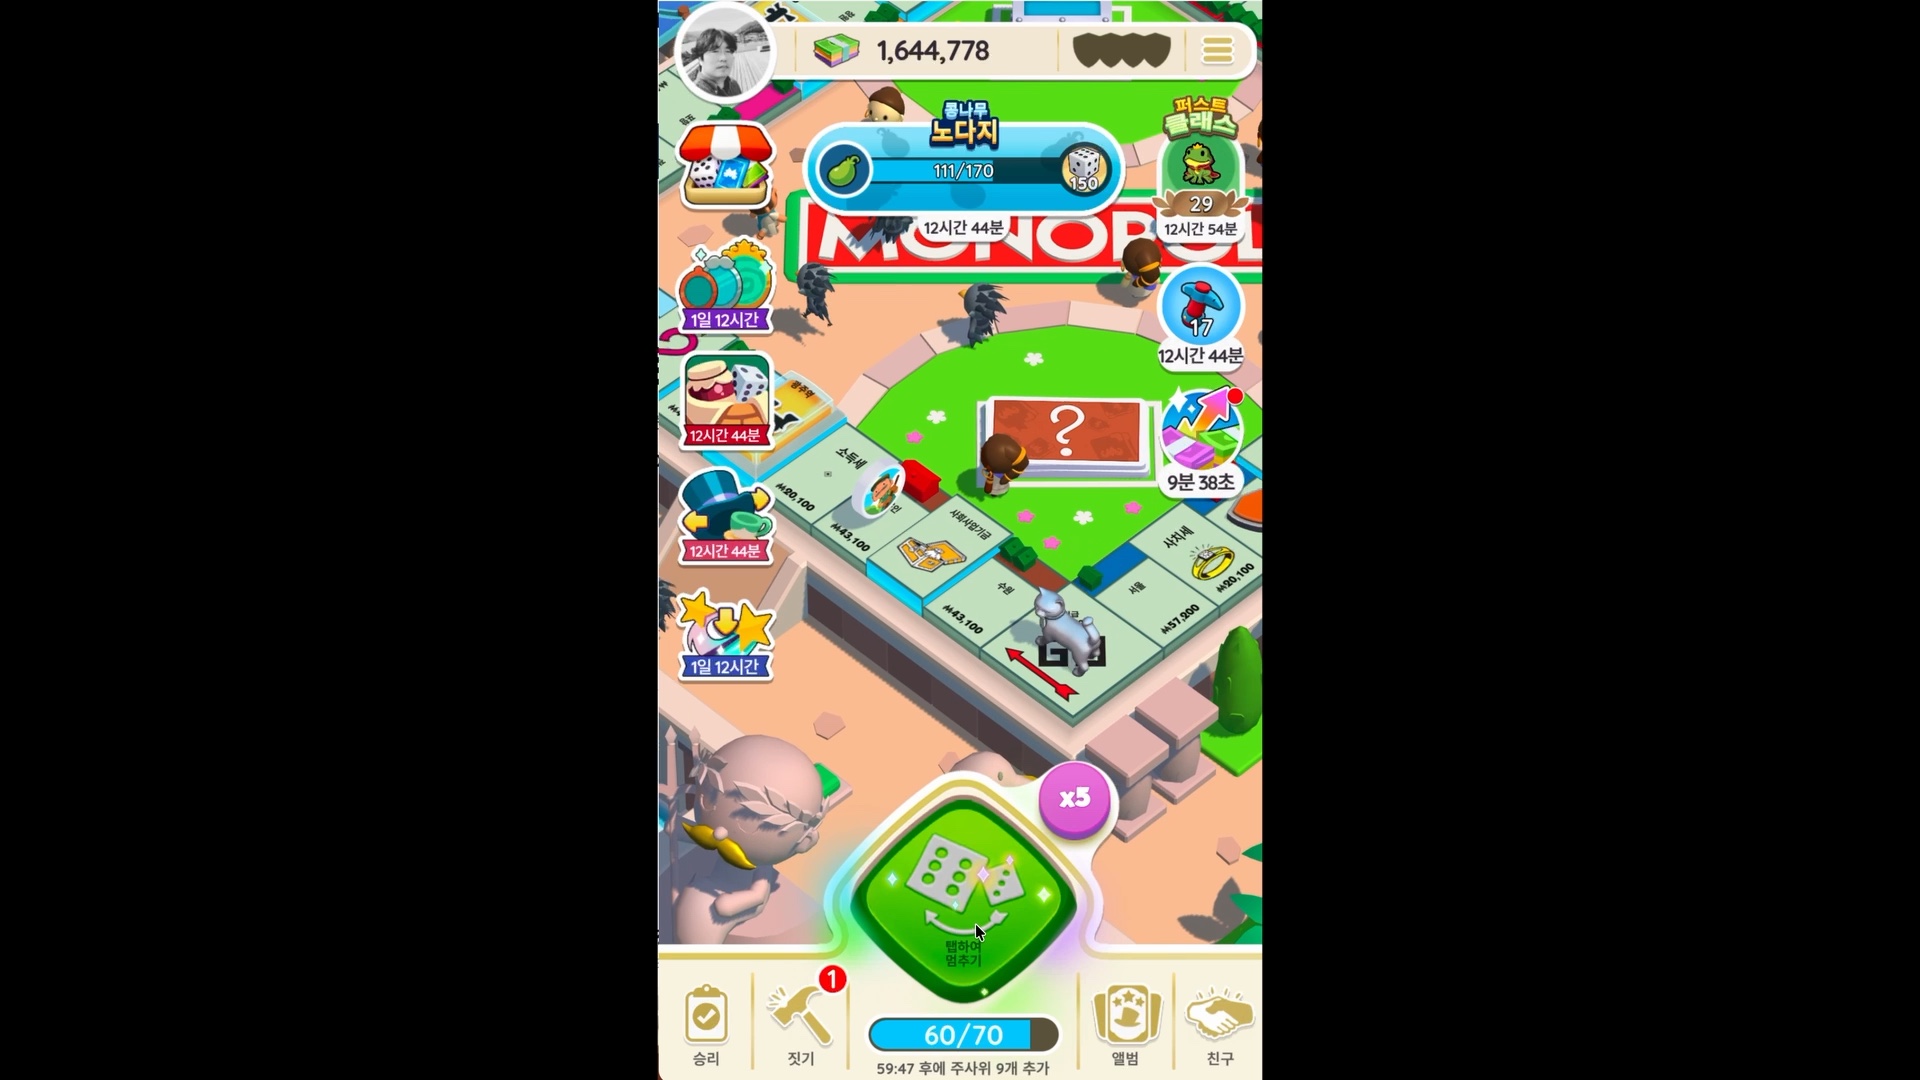 1,644,778
콩나무
노다지
111/170
150
12시간 44분
퍼스트
클래스
29
12시간 54분
MONOPOL
1일 12시간
17
12시간 44분
12시간 44분
?
9분 38초
소득세
₩20,100
₩43,100
사회사업기금
사치세
₩20,100
12시간 44분
수원
₩43,100
서울
₩57,200
GO
1일 12시간
x5
탭하여
멈추기
1
60/70
승리
짓기
59:47 후에 주사위 9개 추가
앨범
친구